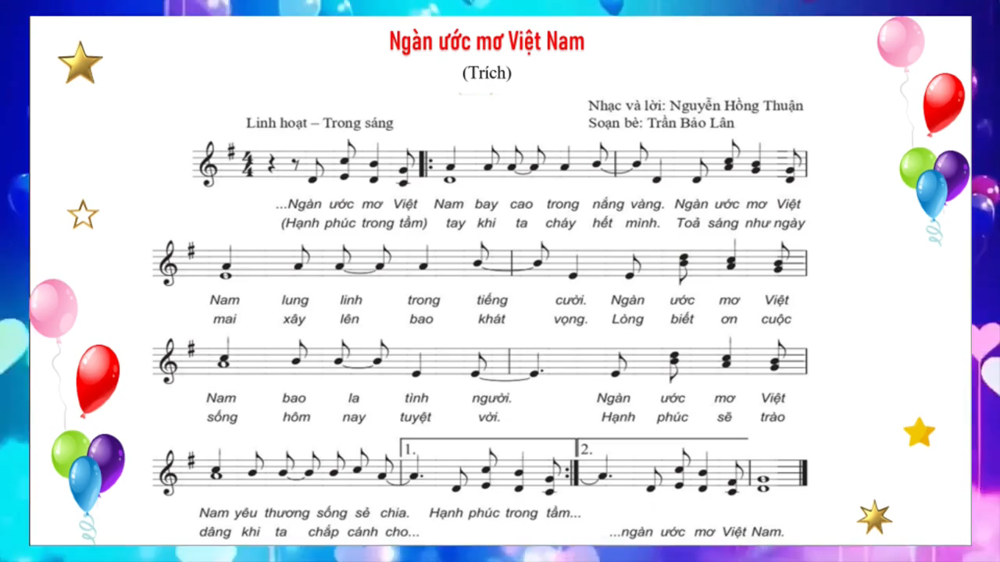 Ngàn ước mơ Việt Nam
(Trích)
Nhạc và lời: Nguyễn Hồng Thuận
Linh hoạt – Trong sáng
Soạn bè: Trần Bảo Lân
4
4
...Ngàn ước mơ Việt Nam bay cao trong nắng vàng. Ngàn ước mơ Việt
(Hạnh phúc trong tầm) tay khi ta cháy hết mình. Toả sáng như ngày
Nam lung linh trong tiếng cười. Ngàn ước mơ Việt
mai xây lên bao khát vọng. Lòng biết ơn cuộc
Nam bao la tình người. Ngàn ước mơ Việt
sống hôm nay tuyệt vời. Hạnh phúc sẽ trào
1.
2.
Nam yêu thương sống sẻ chia. Hạnh phúc trong tầm...
dâng khi ta chắp cánh cho... ...ngàn ước mơ Việt Nam.